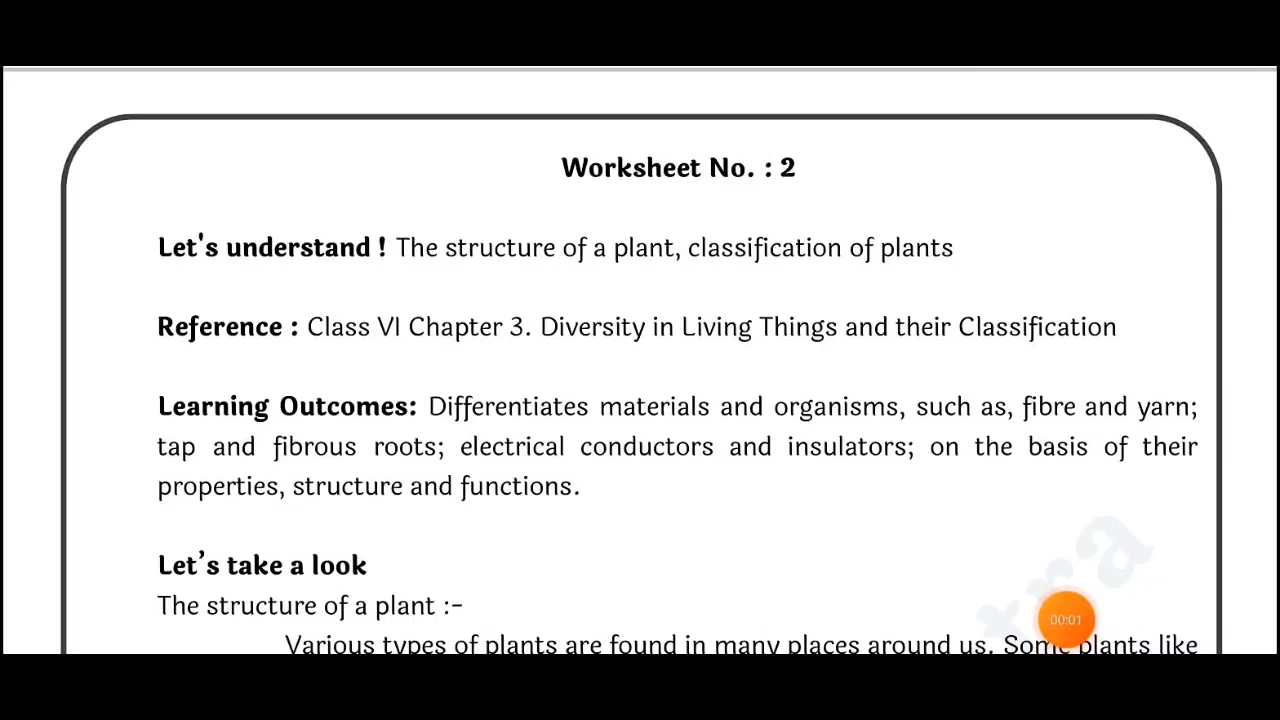 Worksheet No. : 2
Let's understand ! The structure of a plant, classification of plants
Reference : Class VI Chapter 3. Diversity in Living Things and their Classification
Learning Outcomes: Differentiates materials and organisms, such as, fibre and yarn;
tap and fibrous roots; electrical conductors and insulators; on the basis of their
properties, structure and functions.
Let’s take a look
The structure of a plant :-
Various types of plants are found in many places around us. Some plants like
tra
00:01